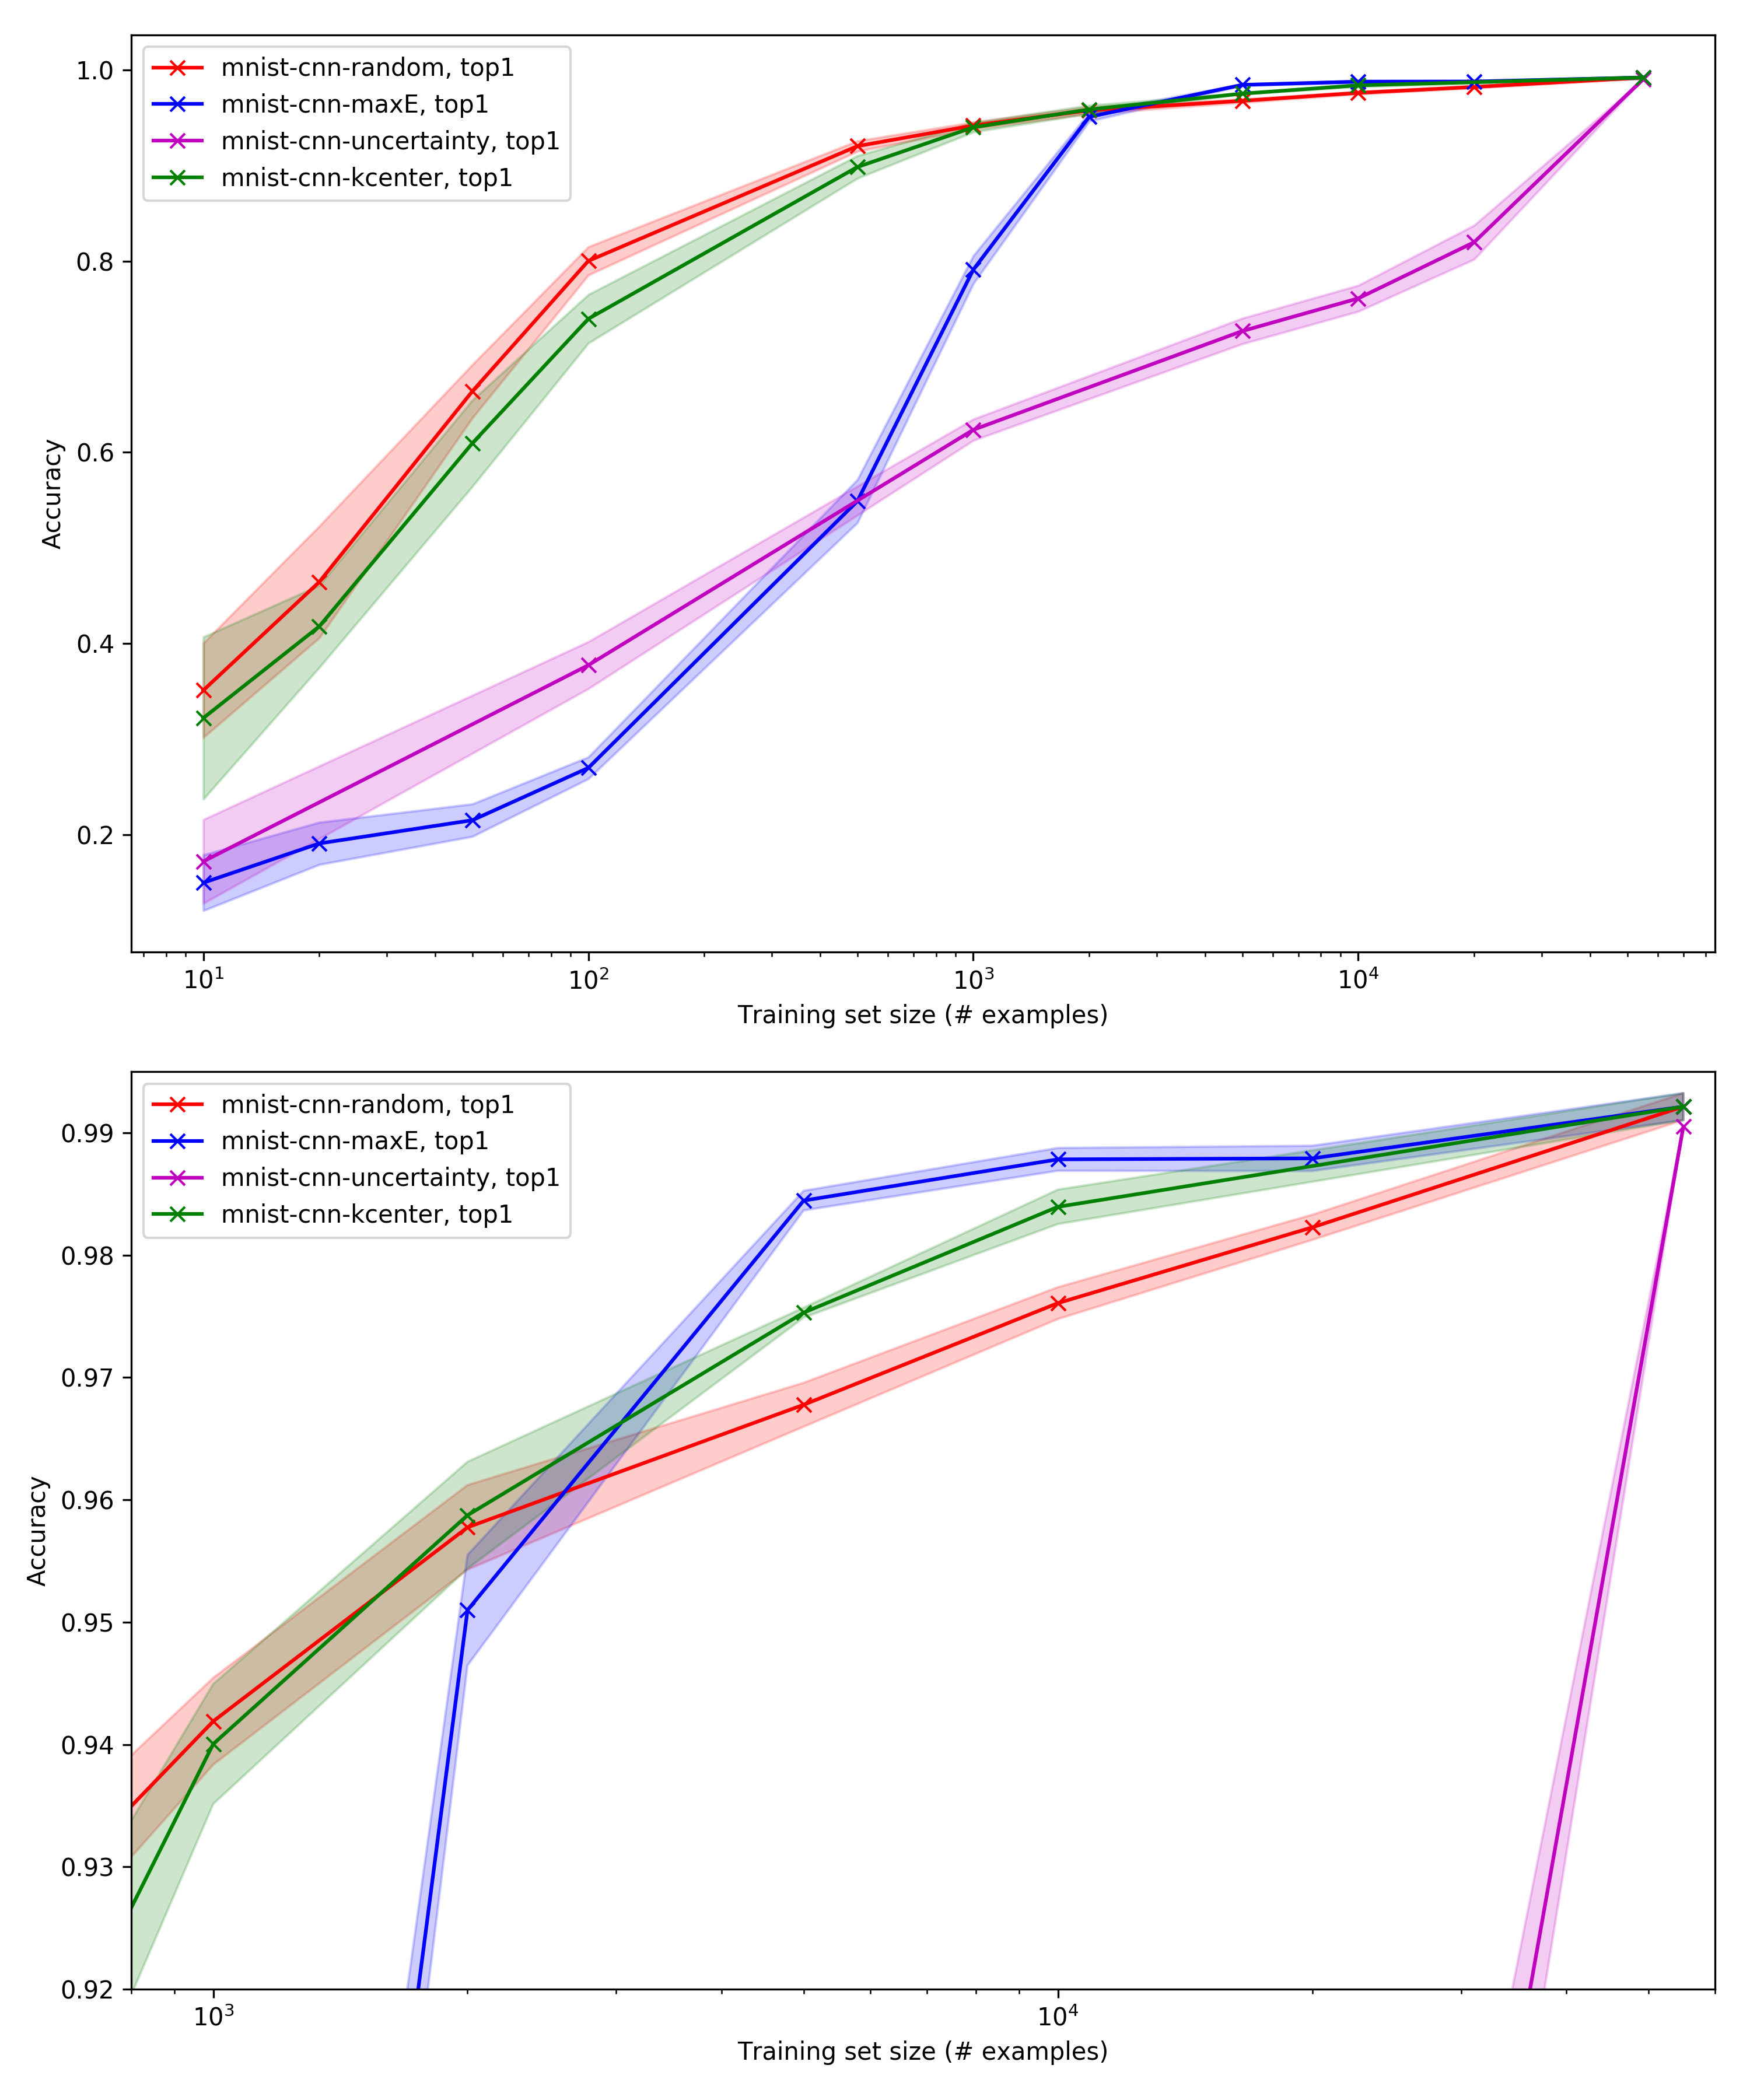 mnist-cnn-random, top1
mnist-cnn-maxE, top1
mnist-cnn-uncertainty, top1
mnist-cnn-kcenter, top1
1.0
0.8
0.6
0.4
0.2
Accuracy
10¹ 10² 10³ 10⁴
Training set size (# examples)
mnist-cnn-random, top1
mnist-cnn-maxE, top1
mnist-cnn-uncertainty, top1
mnist-cnn-kcenter, top1
0.99
0.98
0.97
0.96
0.95
0.94
0.93
0.92
Accuracy
10³ 10⁴
Training set size (# examples)